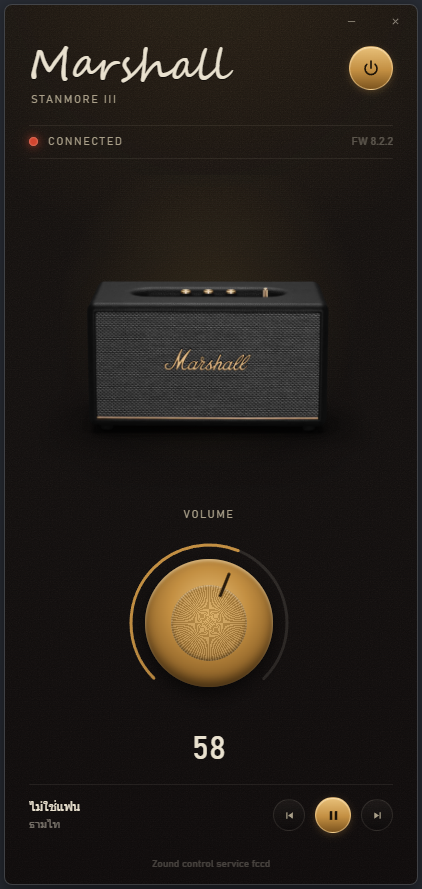 Marshall
STANMORE III
CONNECTED
FW 8.2.2
Marshall
VOLUME
58
ไม่ใช่แฟน
รามไท
Zound control service fccd